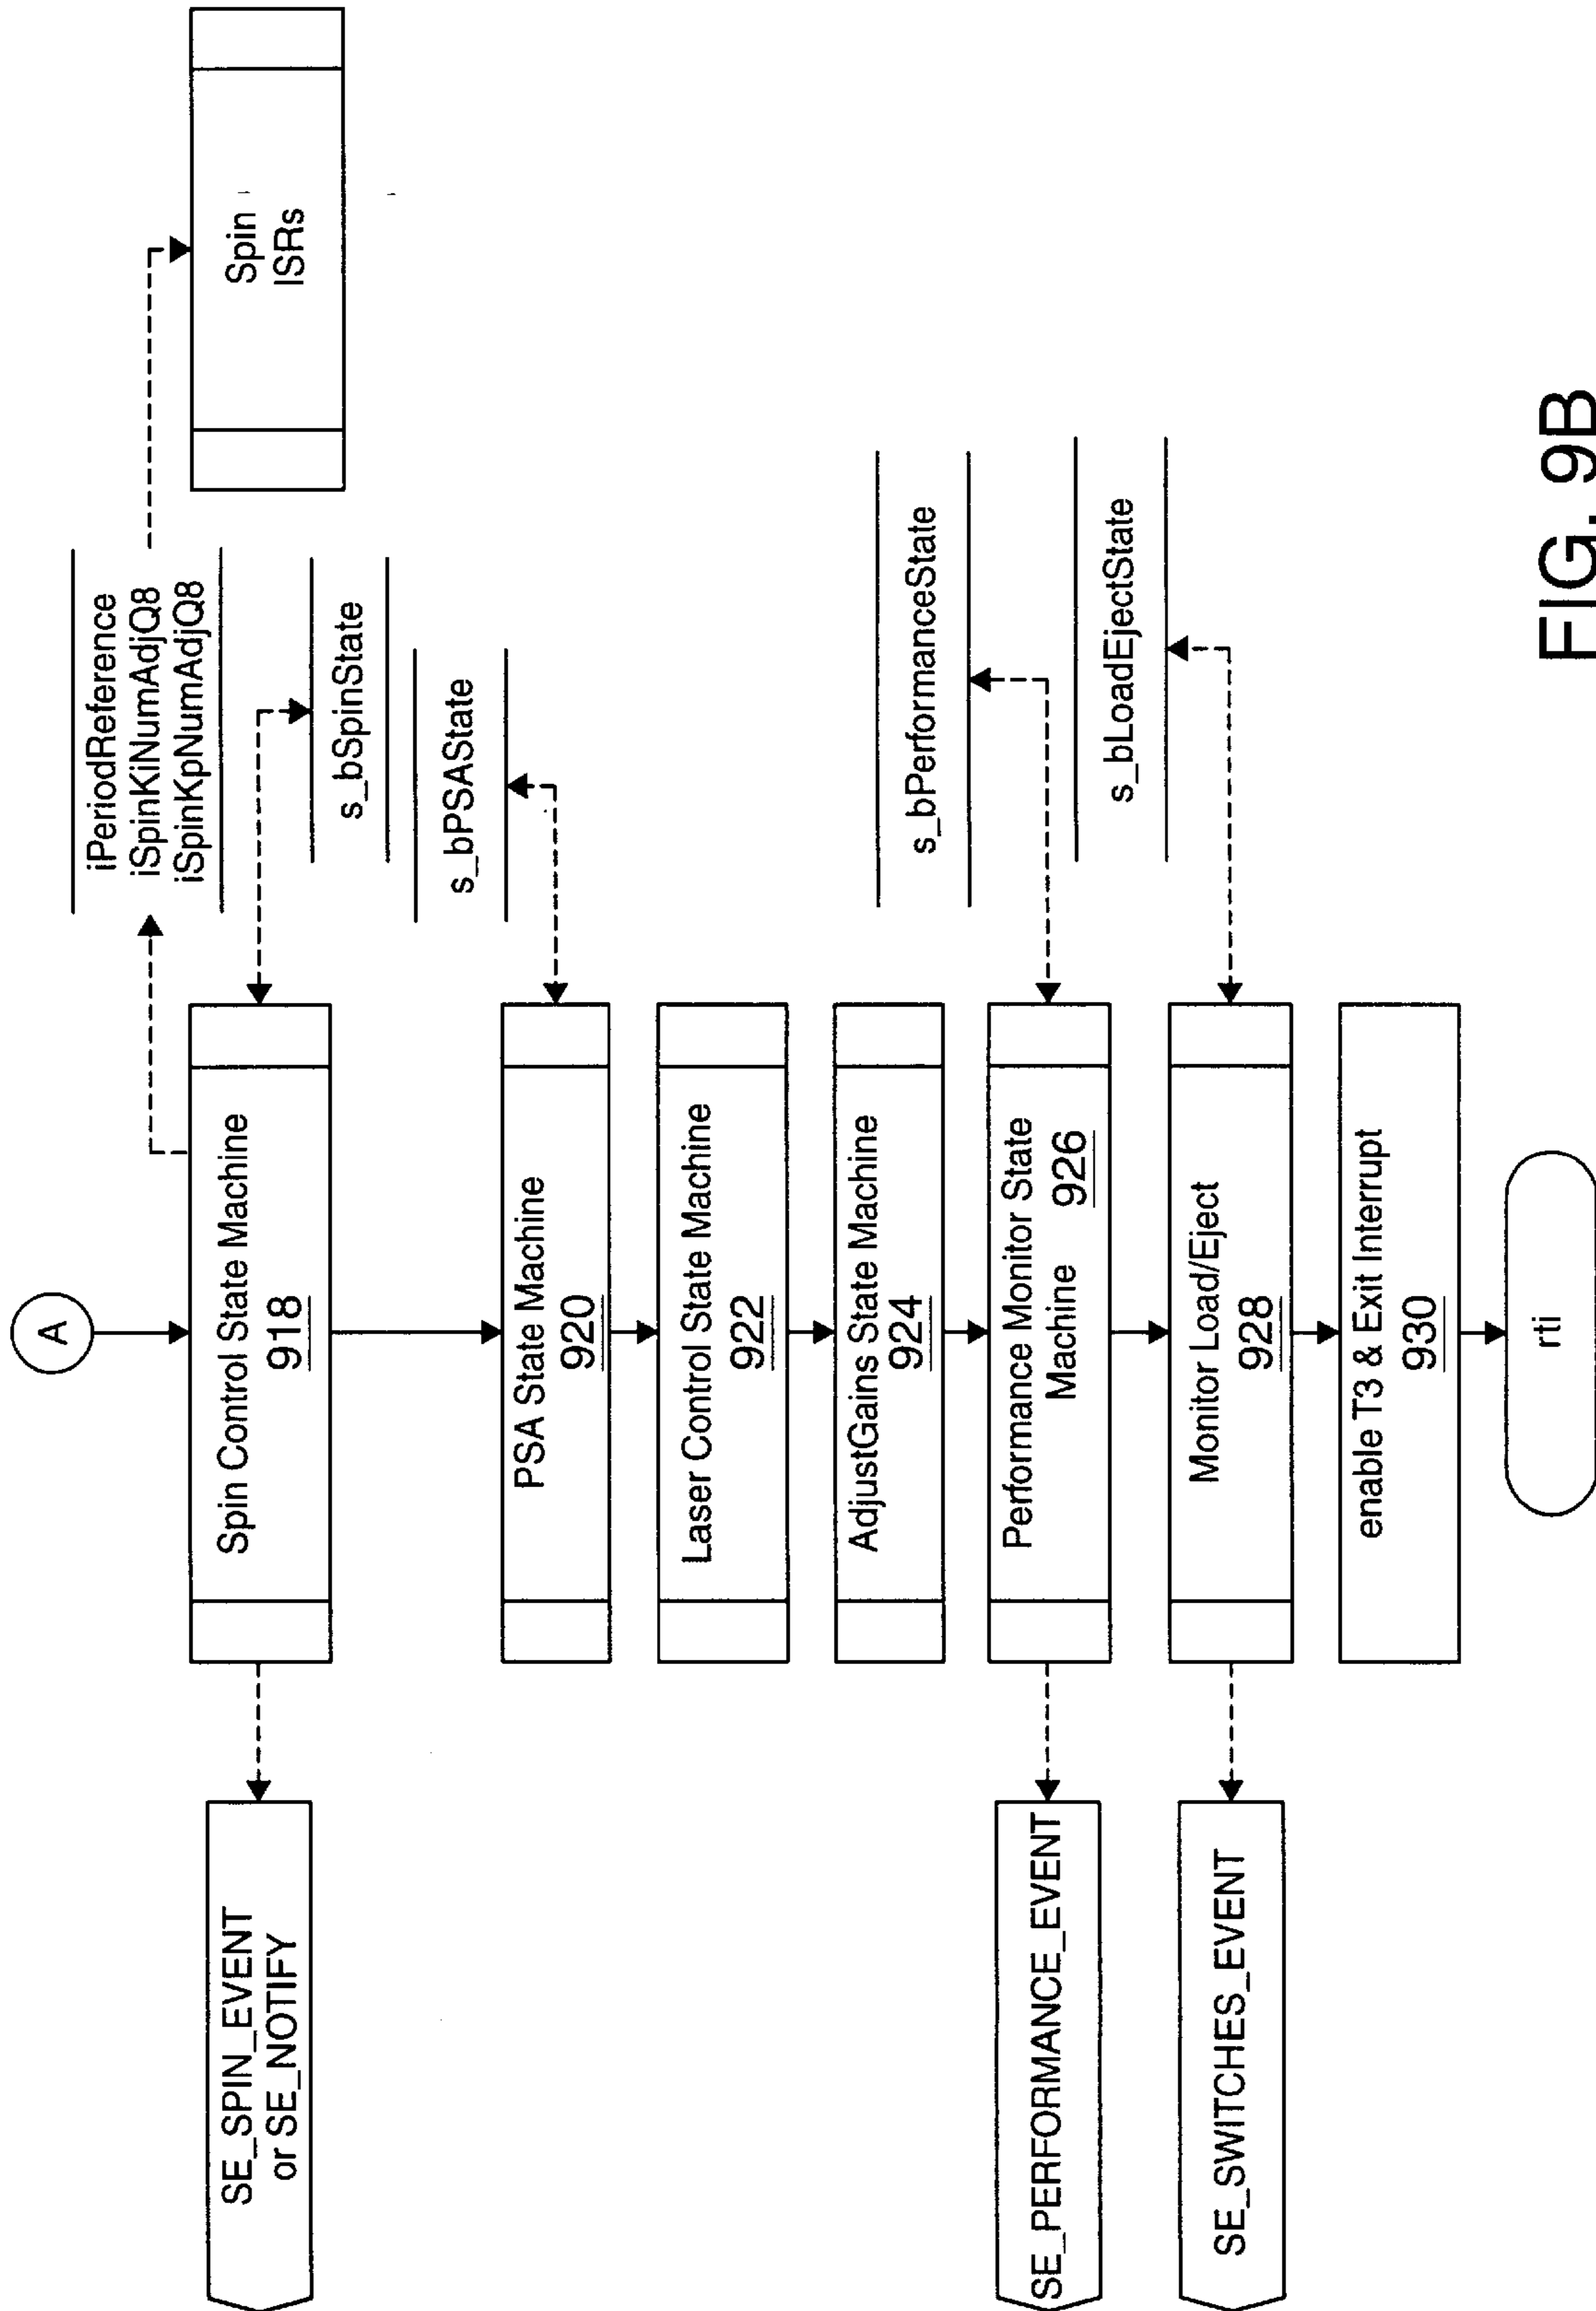 A
iPeriodReference
iSpinKiNumAdjQ8
iSpinKpNumAdjQ8
Spin
ISRs
SE_SPIN_EVENT
or SE_NOTIFY
Spin Control State Machine
918
s_bSpinState
s_bPSAState
PSA State Machine
920
Laser Control State Machine
922
AdjustGains State Machine
924
s_bPerformanceState
SE_PERFORMANCE_EVENT
Performance Monitor State
Machine 926
s_bLoadEjectState
SE_SWITCHES_EVENT
Monitor Load/Eject
928
enable T3 & Exit Interrupt
930
rti
FIG. 9B